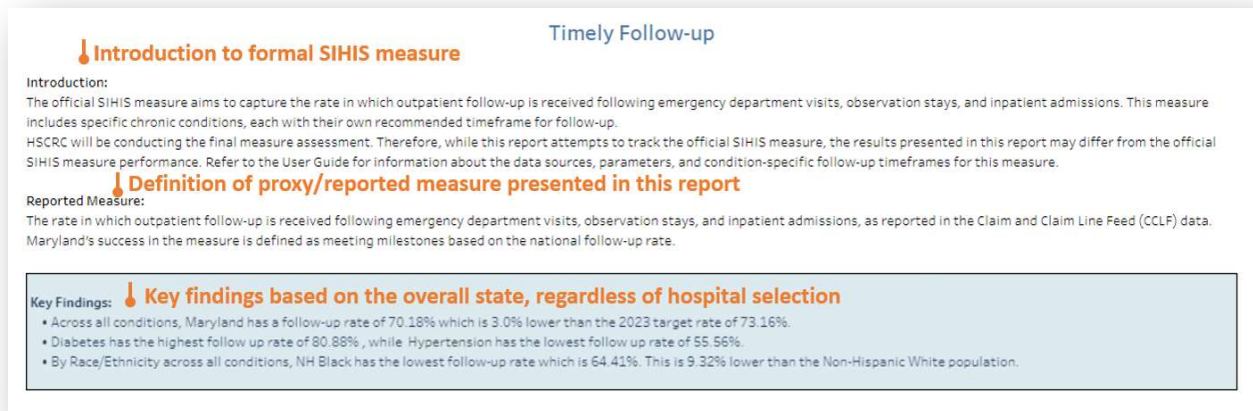 Timely Follow-up
Introduction to formal SIHIS measure
Introduction:
The official SIHIS measure aims to capture the rate in which outpatient follow-up is received following emergency department visits, observation stays, and inpatient admissions. This measure
includes specific chronic conditions, each with their own recommended timeframe for follow-up.
HSCRC will be conducting the final measure assessment. Therefore, while this report attempts to track the official SIHIS measure, the results presented in this report may differ from the official
SIHIS measure performance. Refer to the User Guide for information about the data sources, parameters, and condition-specific follow-up timeframes for this measure.
Definition of proxy/reported measure presented in this report
Reported Measure:
The rate in which outpatient follow-up is received following emergency department visits, observation stays, and inpatient admissions, as reported in the Claim and Claim Line Feed (CCLF) data.
Maryland's success in the measure is defined as meeting milestones based on the national follow-up rate.
Key Findings: Key findings based on the overall state, regardless of hospital selection
• Across all conditions, Maryland has a follow-up rate of 70.18% which is 3.0% lower than the 2023 target rate of 73.16%.
• Diabetes has the highest follow up rate of 80.88% , while Hypertension has the lowest follow up rate of 55.56%.
• By Race/Ethnicity across all conditions, NH Black has the lowest follow-up rate which is 64.41%. This is 9.32% lower than the Non-Hispanic White population.